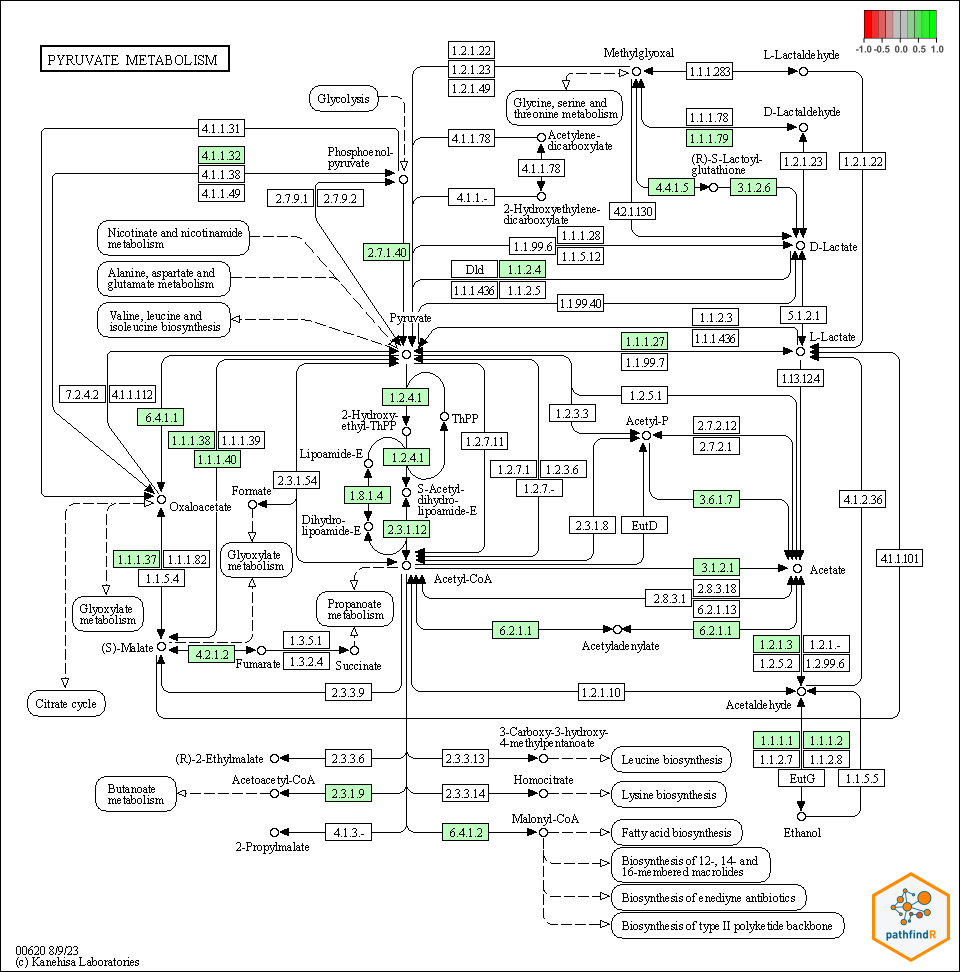 PYRUVATE METABOLISM
-1.0 -0.5 0.0 0.5 1.0
1.2.1.22
1.2.1.23
1.2.1.49
Methylglyoxal
1.1.1.283
L-Lactaldehyde
Glycolysis
Glycine, serine and
threonine metabolism
1.1.1.78
1.1.1.79
D-Lactaldehyde
4.1.1.31
4.1.1.32
4.1.1.38
4.1.1.49
Phosphoenol-
pyruvate
4.1.1.78
Acetylene-
dicarboxylate
4.1.1.78
(R)-S-Lactoyl-
glutathione
1.2.1.23
1.2.1.22
4.4.1.5
3.1.2.6
2.7.9.1
2.7.9.2
4.1.1.-
2-Hydroxyethylene-
dicarboxylate
4.2.1.130
Nicotinate and nicotinamide
metabolism
2.7.1.40
1.1.99.6
1.1.1.28
1.1.5.12
D-Lactate
Alanine, aspartate and
glutamate metabolism
Dld
1.1.2.4
1.1.1.436
1.1.2.5
1.1.99.40
Valine, leucine and
isoleucine biosynthesis
Pyruvate
1.1.2.3
1.1.1.436
5.1.2.1
L-Lactate
1.1.1.27
1.1.99.7
1.13.12.4
7.2.4.2
4.1.1.112
1.2.4.1
1.2.5.1
6.4.1.1
2-Hydroxy-
ethyl-ThPP
ThPP
1.2.3.3
Acetyl-P
2.7.2.12
2.7.2.1
1.1.1.38
1.1.1.39
1.1.1.40
Lipoamide-E
1.2.4.1
1.2.7.11
1.2.7.1
1.2.3.6
1.2.7.-
2.3.1.54
Formate
1.8.1.4
S-Acetyl-
dihydro-
lipoamide-E
3.6.1.7
4.1.2.36
Oxaloacetate
Dihydro-
lipoamide-E
2.3.1.12
2.3.1.8
EutD
1.1.1.37
1.1.1.82
1.1.5.4
Glyoxylate
metabolism
Acetyl-CoA
3.1.2.1
Acetate
4.1.1.101
Glyoxylate
metabolism
Propanoate
metabolism
2.8.3.1
2.8.3.18
6.2.1.13
6.2.1.1
Acetyladenylate
6.2.1.1
(S)-Malate
4.2.1.2
Fumarate
1.3.5.1
1.3.2.4
Succinate
1.2.1.3
1.2.1.-
1.2.5.2
1.2.99.6
Citrate cycle
2.3.3.9
1.2.1.10
Acetaldehyde
(R)-2-Ethylmalate
2.3.3.6
2.3.3.13
3-Carboxy-3-hydroxy-
4-methylpentanoate
Leucine biosynthesis
1.1.1.1
1.1.1.2
1.1.2.7
1.1.2.8
EutG
1.1.5.5
Butanoate
metabolism
Acetoacetyl-CoA
2.3.1.9
2.3.3.14
Homocitrate
Lysine biosynthesis
4.1.3.-
2-Propylmalate
6.4.1.2
Malonyl-CoA
Fatty acid biosynthesis
Ethanol
Biosynthesis of 12-, 14- and
16-membered macrolides
Biosynthesis of enediyne antibiotics
Biosynthesis of type II polyketide backbone
pathfindR
00620 8/9/23
(c) Kanehisa Laboratories